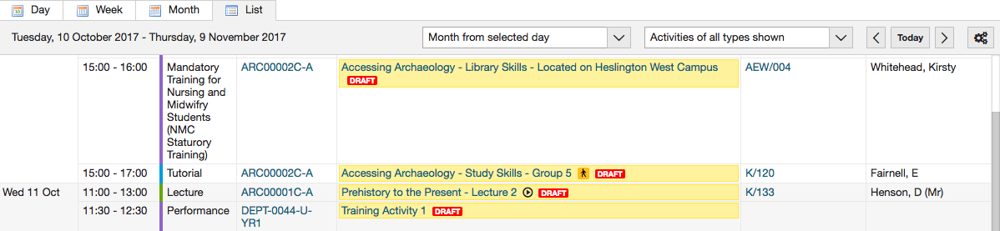 Day Week Month List
Tuesday, 10 October 2017 - Thursday, 9 November 2017 Month from selected day Activities of all types shown Today
15:00 - 16:00 Mandatory ARC00002C-A Accessing Archaeology - Library Skills - Located on Heslington West Campus AEW/004 Whitehead, Kirsty
Training for DRAFT
Nursing and
Midwifry
Students
(NMC
Staturory
Training)
15:00 - 17:00 Tutorial ARC00002C-A Accessing Archaeology - Study Skills - Group 5 DRAFT K/120 Fairnell, E
Wed 11 Oct 11:00 - 13:00 Lecture ARC00001C-A Prehistory to the Present - Lecture 2 DRAFT K/133 Henson, D (Mr)
11:30 - 12:30 Performance DEPT-0044-U- Training Activity 1 DRAFT
YR1